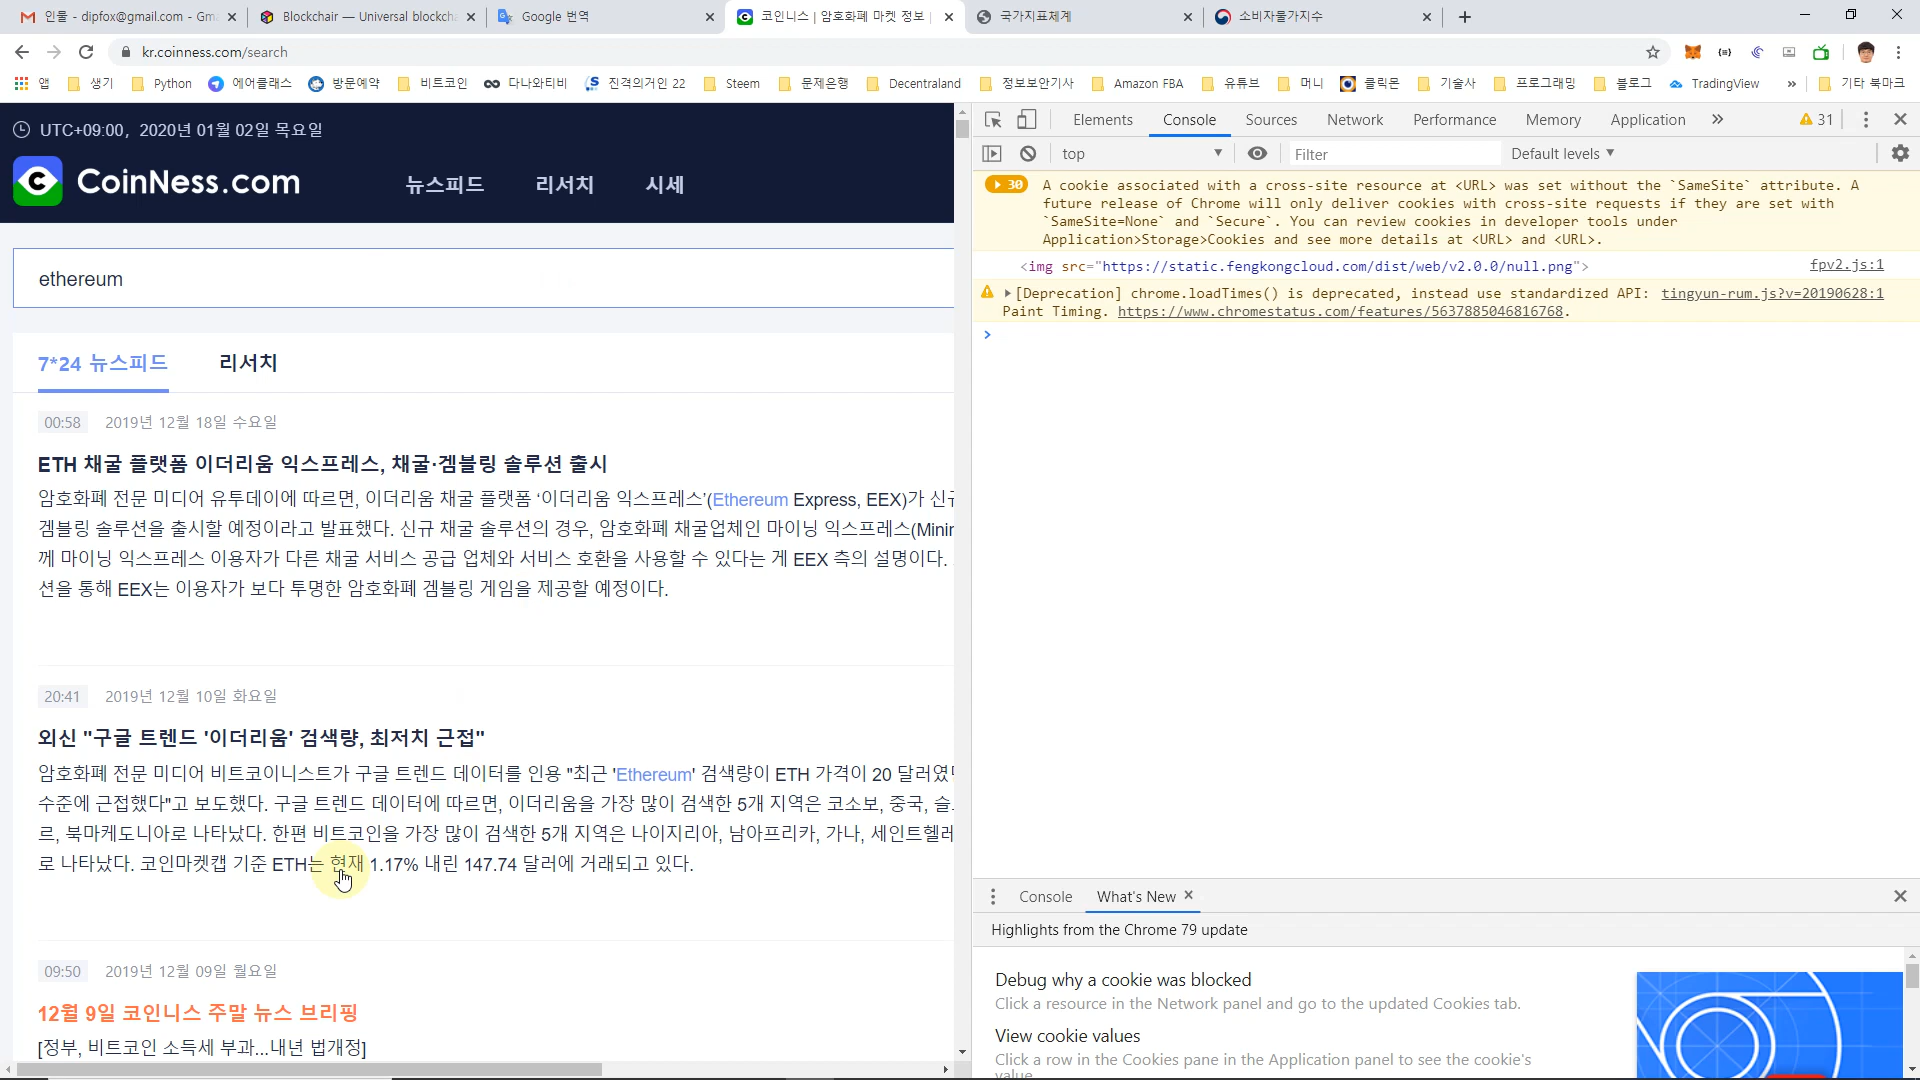 인물 - dipfox@gmail.com - Gm
Blockchair — Universal blockcha
Google 번역
코인니스 | 암호화폐 마켓 정보
국가지표체계
소비자물가지수
kr.coinness.com/search
앱
생기
Python
에어클래스
방문예약
비트코인
다나와티비
진격의거인 22
Steem
문제은행
Decentraland
정보보안기사
Amazon FBA
유튜브
머니
클릭몬
기술사
프로그래밍
블로그
TradingView
»
기타 북마크
UTC+09:00, 2020년 01월 02일 목요일
CoinNess.com
뉴스피드 리서치 시세
ethereum
7*24 뉴스피드 리서치
00:58 2019년 12월 18일 수요일
ETH 채굴 플랫폼 이더리움 익스프레스, 채굴·겜블링 솔루션 출시
암호화폐 전문 미디어 유투데이에 따르면, 이더리움 채굴 플랫폼 ‘이더리움 익스프레스’(Ethereum Express, EEX)가 신규
겜블링 솔루션을 출시할 예정이라고 발표했다. 신규 채굴 솔루션의 경우, 암호화폐 채굴업체인 마이닝 익스프레스(Minin
께 마이닝 익스프레스 이용자가 다른 채굴 서비스 공급 업체와 서비스 호환을 사용할 수 있다는 게 EEX 측의 설명이다.
션을 통해 EEX는 이용자가 보다 투명한 암호화폐 겜블링 게임을 제공할 예정이다.
20:41 2019년 12월 10일 화요일
외신 "구글 트렌드 '이더리움' 검색량, 최저치 근접"
암호화폐 전문 미디어 비트코이니스트가 구글 트렌드 데이터를 인용 "최근 'Ethereum' 검색량이 ETH 가격이 20 달러였
수준에 근접했다"고 보도했다. 구글 트렌드 데이터에 따르면, 이더리움을 가장 많이 검색한 5개 지역은 코소보, 중국, 슬
르, 북마케도니아로 나타났다. 한편 비트코인을 가장 많이 검색한 5개 지역은 나이지리아, 남아프리카, 가나, 세인트헬레
로 나타났다. 코인마켓캡 기준 ETH는 현재 1.17% 내린 147.74 달러에 거래되고 있다.
09:50 2019년 12월 09일 월요일
12월 9일 코인니스 주말 뉴스 브리핑
[정부, 비트코인 소득세 부과...내년 법개정]
Elements Console Sources Network Performance Memory Application » 31
top Filter Default levels
30 A cookie associated with a cross-site resource at <URL> was set without the `SameSite` attribute. A
future release of Chrome will only deliver cookies with cross-site requests if they are set with
`SameSite=None` and `Secure`. You can review cookies in developer tools under
Application>Storage>Cookies and see more details at <URL> and <URL>.
<img src="https://static.fengkongcloud.com/dist/web/v2.0.0/null.png"> fpv2.js:1
[Deprecation] chrome.loadTimes() is deprecated, instead use standardized API: tingyun-rum.js?v=20190628:1
Paint Timing. https://www.chromestatus.com/features/5637885046816768.
Console What's New
Highlights from the Chrome 79 update
Debug why a cookie was blocked
Click a resource in the Network panel and go to the updated Cookies tab.
View cookie values
Click a row in the Cookies pane in the Application panel to see the cookie's
value